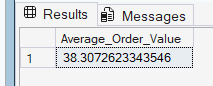 Results Messages
Average_Order_Value
1 38.3072623343546